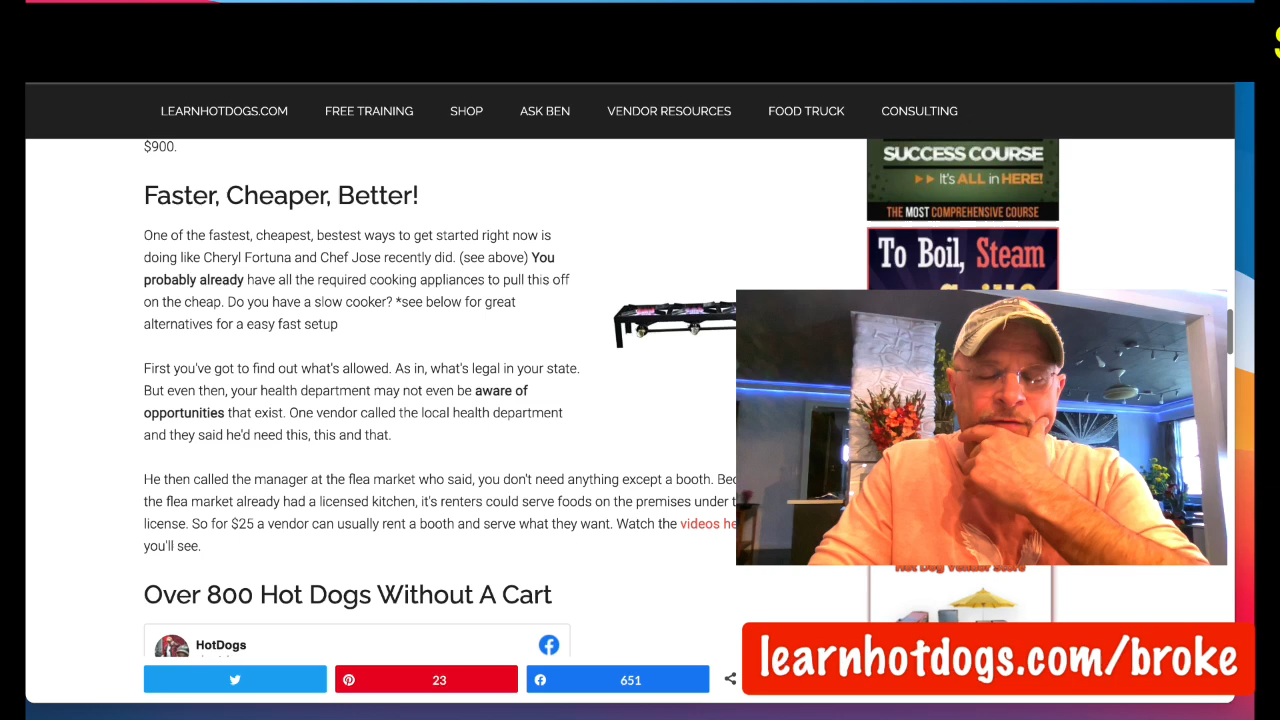 LEARNHOTDOGS.COM FREE TRAINING SHOP ASK BEN VENDOR RESOURCES FOOD TRUCK CONSULTING
$900.
Faster, Cheaper, Better!
One of the fastest, cheapest, bestest ways to get started right now is
doing like Cheryl Fortuna and Chef Jose recently did. (see above) You
probably already have all the required cooking appliances to pull this off
on the cheap. Do you have a slow cooker? *see below for great
alternatives for a easy fast setup
First you've got to find out what's allowed. As in, what's legal in your state.
But even then, your health department may not even be aware of
opportunities that exist. One vendor called the local health department
and they said he'd need this, this and that.
He then called the manager at the flea market who said, you don't need anything except a booth.
the flea market already had a licensed kitchen, it's renters could serve foods on the premises under
license. So for $25 a vendor can usually rent a booth and serve what they want. Watch the videos
you'll see.
Over 800 Hot Dogs Without A Cart
HotDogs
23
651
SUCCESS COURSE
It's ALL in HERE!
THE MOST COMPREHENSIVE COURSE
To Boil, Steam
Hot Dog Vendor Store
learnhotdogs.com/broke